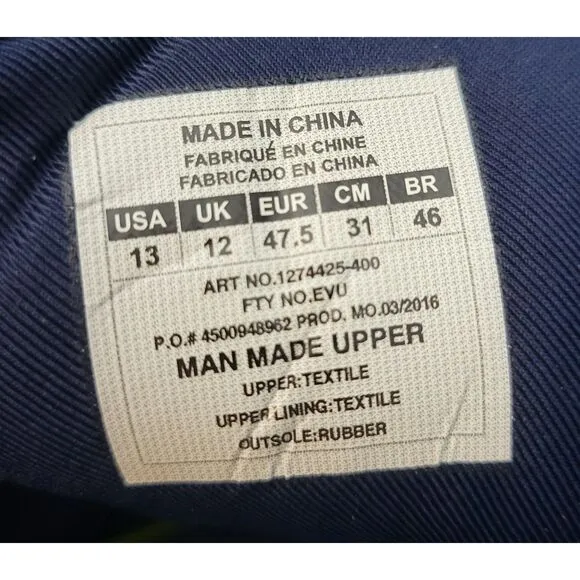 MADE IN CHINA
FABRIQUÉ EN CHINE
FABRICADO EN CHINA
USA UK EUR CM BR
13 12 47.5 31 46
ART NO.1274425-400
FTY NO.EVU
P.O.# 4500948962 PROD. MO.03/2016
MAN MADE UPPER
UPPER:TEXTILE
UPPER LINING:TEXTILE
OUTSOLE:RUBBER